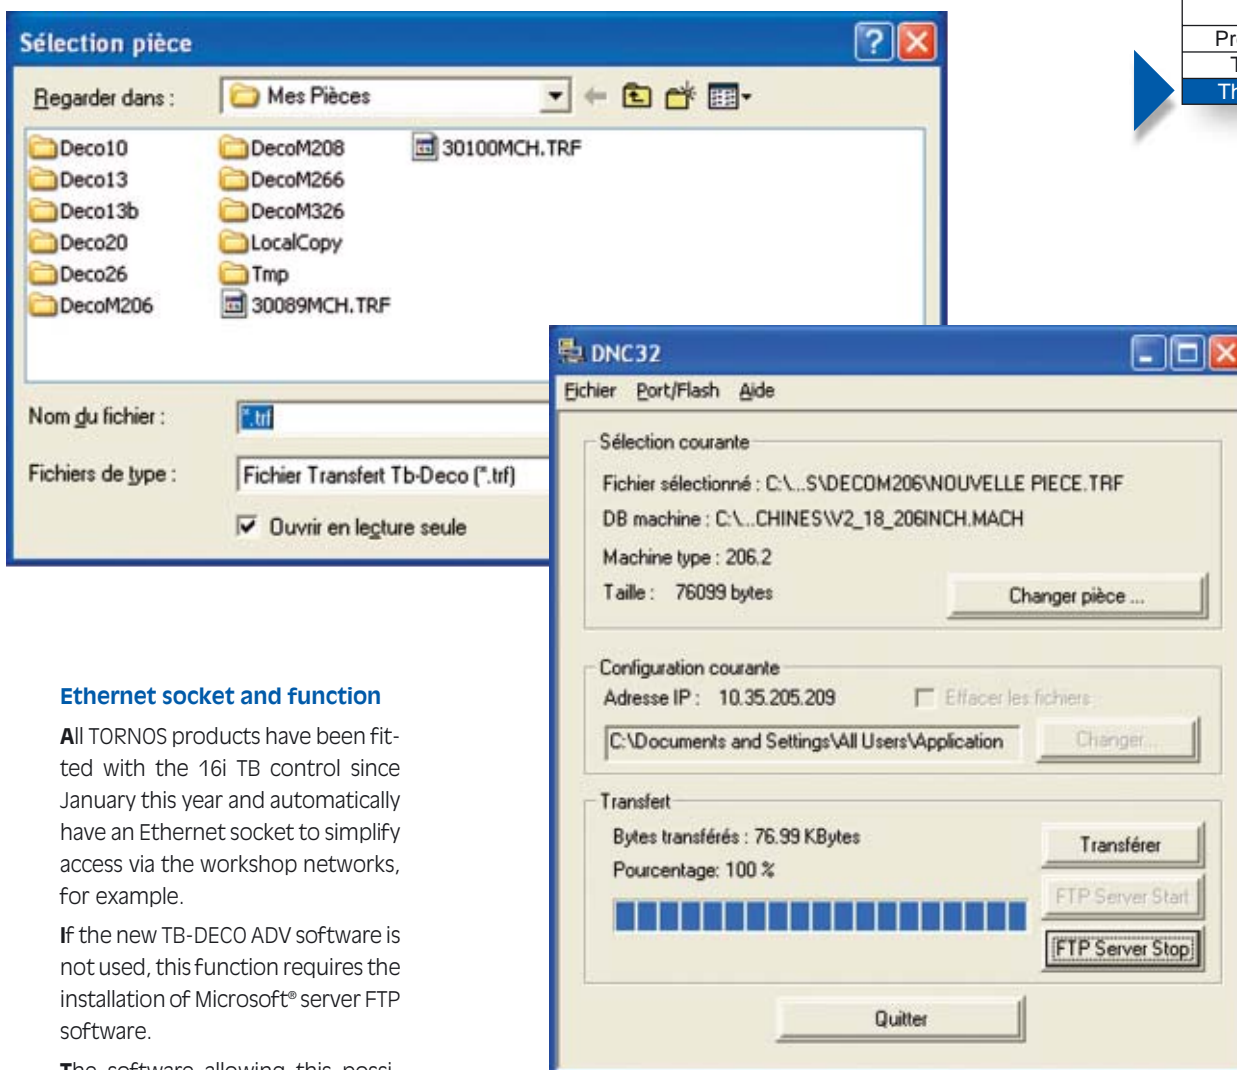 Sélection pièce
Regarder dans :
Mes Pièces
Deco10
Deco13
Deco13b
Deco20
Deco26
DecoM206
DecoM208
DecoM266
DecoM326
LocalCopy
Tmp
30089MCH.TRF
30100MCH.TRF
Nom du fichier :
*.trf
Fichiers de type :
Fichier Transfert Tb-Deco (*.trf)
Ouvrir en lecture seule
DNC32
Fichier Port/Flash Aide
Sélection courante
Fichier sélectionné : C:\...S\DECOM206\NOUVELLE PIECE.TRF
DB machine : C:\...CHINES\V2_18_206INCH.MACH
Machine type : 206.2
Taille : 76099 bytes
Changer pièce ...
Configuration courante
Adresse IP : 10.35.205.209
Effacer les fichiers
C:\Documents and Settings\All Users\Application
Changer...
Transfert
Bytes transférés : 76.99 KBytes
Pourcentage: 100 %
Transférer
FTP Server Start
FTP Server Stop
Quitter
Ethernet socket and function
All TORNOS products have been fit-
ted with the 16i TB control since
January this year and automatically
have an Ethernet socket to simplify
access via the workshop networks,
for example.
If the new TB-DECO ADV software is
not used, this function requires the
installation of Microsoft® server FTP
software.
The software allowing this possi-